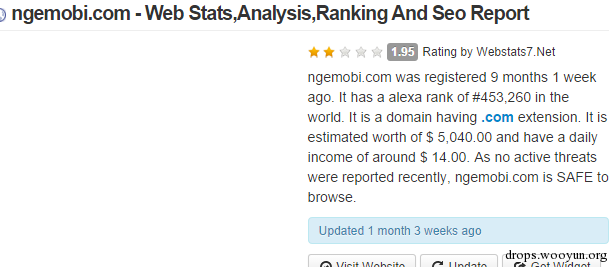 ngemobi.com - Web Stats,Analysis,Ranking And Seo Report
1.95 Rating by Webstats7.Net
ngemobi.com was registered 9 months 1 week
ago. It has a alexa rank of #453,260 in the
world. It is a domain having .com extension. It is
estimated worth of $ 5,040.00 and have a daily
income of around $ 14.00. As no active threats
were reported recently, ngemobi.com is SAFE to
browse.
Updated 1 month 3 weeks ago
Visit Website Update Get Widget
drops.wooyun.org